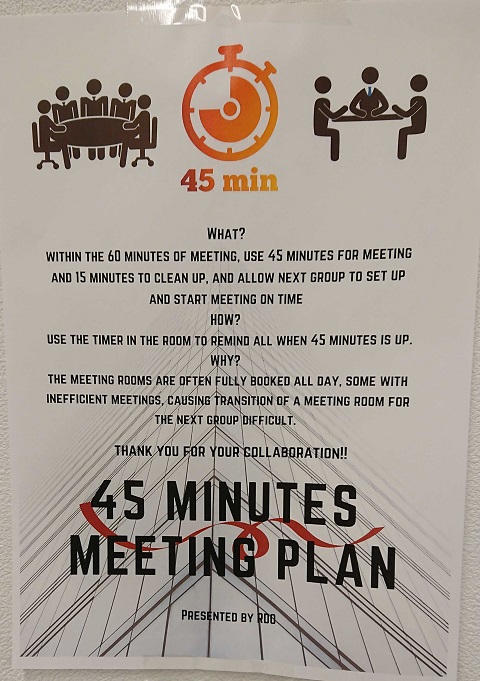 45 min
WHAT?
WITHIN THE 60 MINUTES OF MEETING, USE 45 MINUTES FOR MEETING
AND 15 MINUTES TO CLEAN UP, AND ALLOW NEXT GROUP TO SET UP
AND START MEETING ON TIME
HOW?
USE THE TIMER IN THE ROOM TO REMIND ALL WHEN 45 MINUTES IS UP.
WHY?
THE MEETING ROOMS ARE OFTEN FULLY BOOKED ALL DAY, SOME WITH
INEFFICIENT MEETINGS, CAUSING TRANSITION OF A MEETING ROOM FOR
THE NEXT GROUP DIFFICULT.
THANK YOU FOR YOUR COLLABORATION!!
45 MINUTES
MEETING PLAN
PRESENTED BY